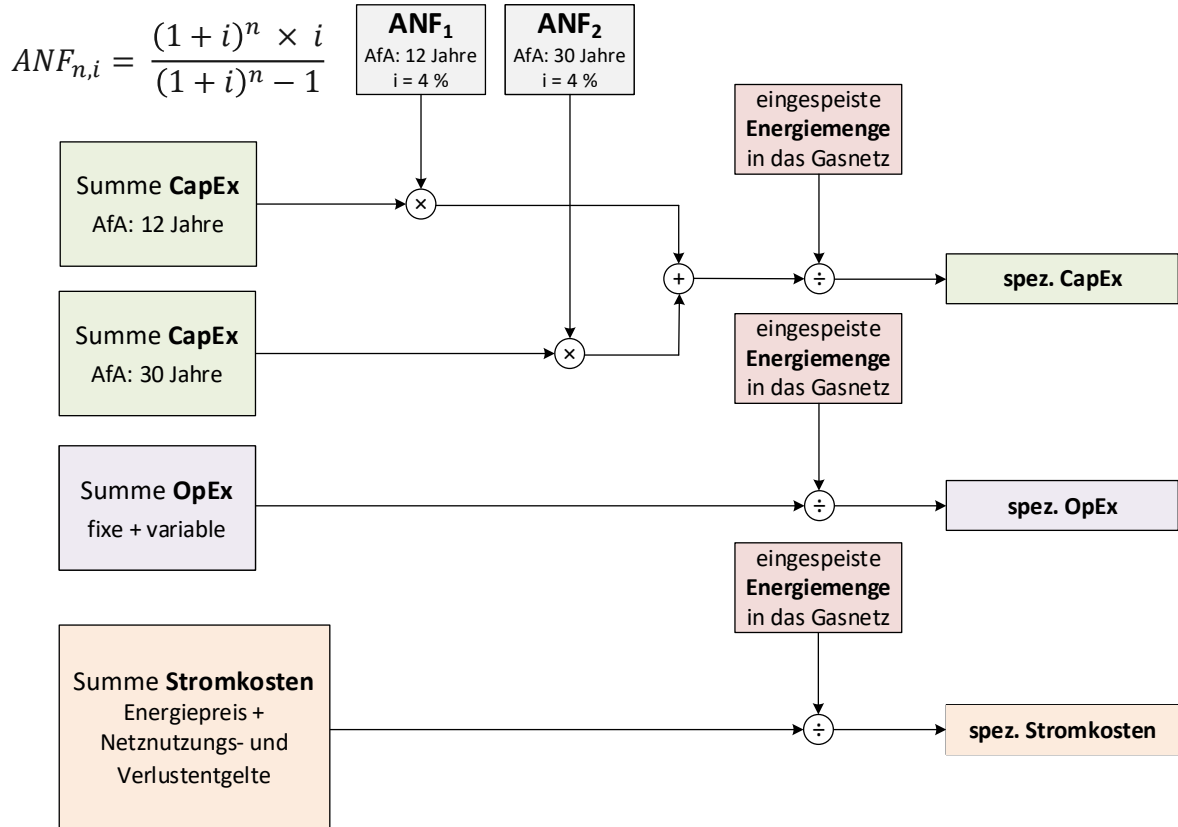 ANF_{n,i} = \frac{(1 + i)^n × i}{(1 + i)^n − 1}
ANF₁
AfA: 12 Jahre
i = 4 %
ANF₂
AfA: 30 Jahre
i = 4 %
eingespeiste
Energiemenge
in das Gasnetz
Summe CapEx
AfA: 12 Jahre
×
+
÷
spez. CapEx
Summe CapEx
AfA: 30 Jahre
×
eingespeiste
Energiemenge
in das Gasnetz
Summe OpEx
fixe + variable
÷
spez. OpEx
eingespeiste
Energiemenge
in das Gasnetz
Summe Stromkosten
Energiepreis +
Netznutzungs- und
Verlustentgelte
÷
spez. Stromkosten